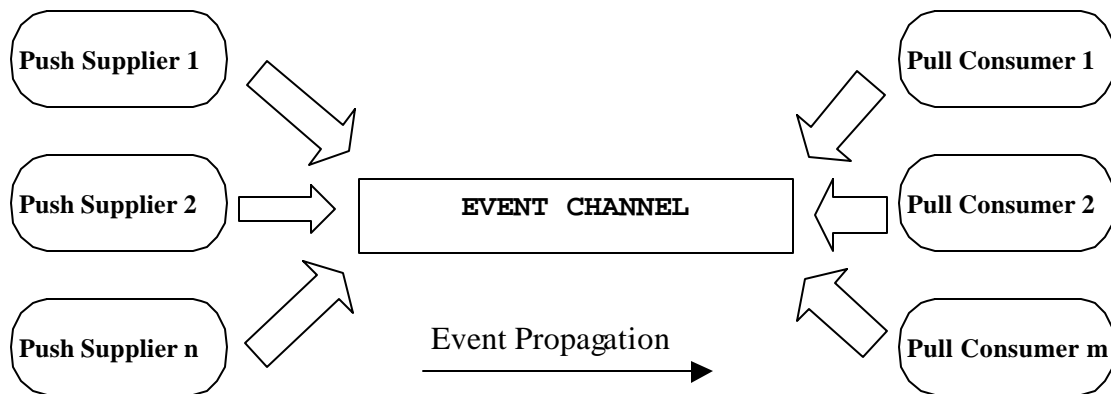 Push Supplier 1
Pull Consumer 1
Push Supplier 2
EVENT CHANNEL
Pull Consumer 2
Push Supplier n
Event Propagation
Pull Consumer m